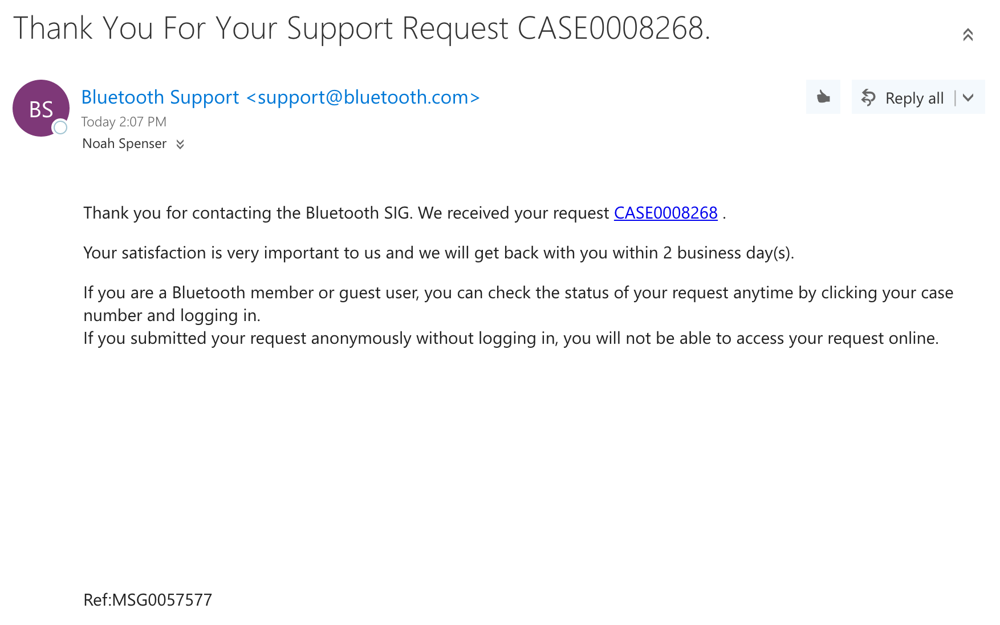 Thank You For Your Support Request CASE0008268.
BS
Bluetooth Support <support@bluetooth.com>
Today 2:07 PM
Noah Spenser
Reply all
Thank you for contacting the Bluetooth SIG. We received your request CASE0008268 .
Your satisfaction is very important to us and we will get back with you within 2 business day(s).
If you are a Bluetooth member or guest user, you can check the status of your request anytime by clicking your case
number and logging in.
If you submitted your request anonymously without logging in, you will not be able to access your request online.
Ref:MSG0057577